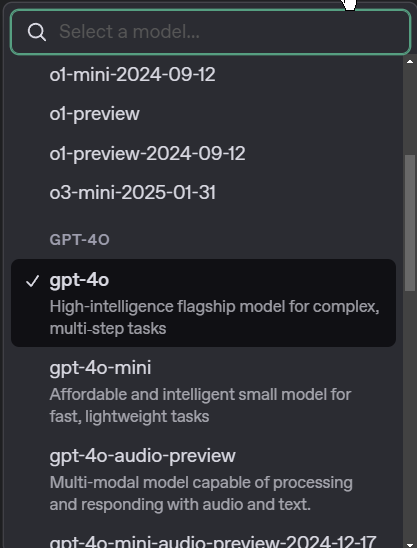 Select a model...
o1-mini-2024-09-12
o1-preview
o1-preview-2024-09-12
o3-mini-2025-01-31
GPT-4O
gpt-4o
High-intelligence flagship model for complex,
multi-step tasks
gpt-4o-mini
Affordable and intelligent small model for
fast, lightweight tasks
gpt-4o-audio-preview
Multi-modal model capable of processing
and responding with audio and text.
gpt-4o-mini-audio-preview-2024-12-17